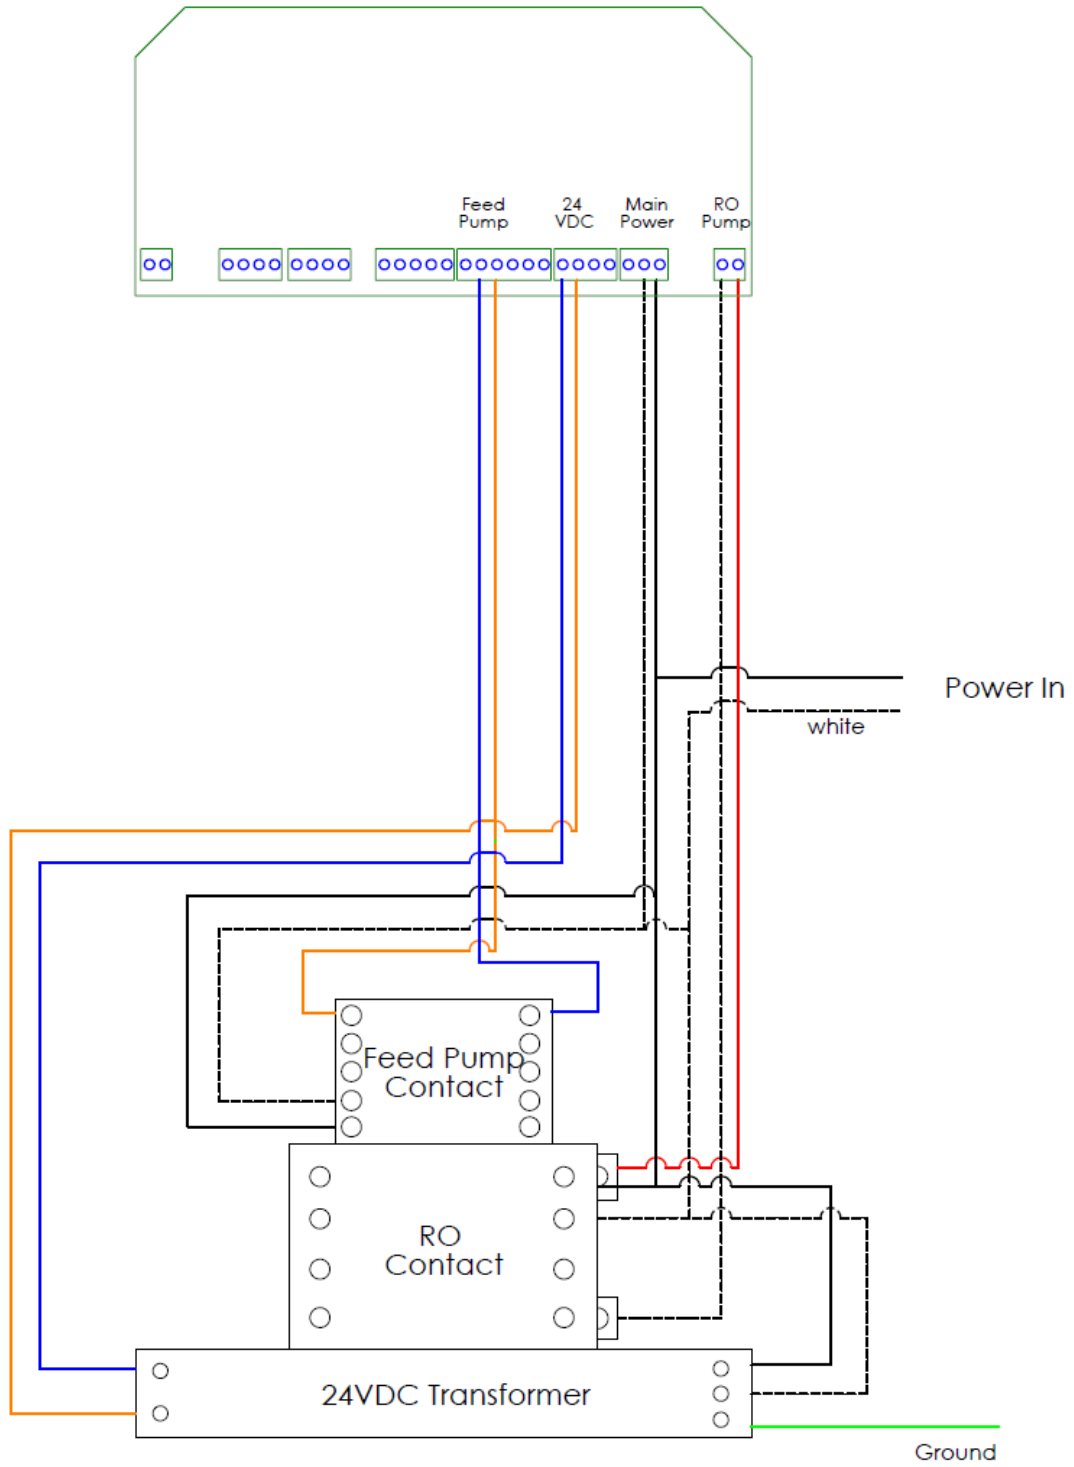 Feed
Pump
24
VDC
Main
Power
RO
Pump
Power In
white
Feed Pump
Contact
RO
Contact
24VDC Transformer
Ground